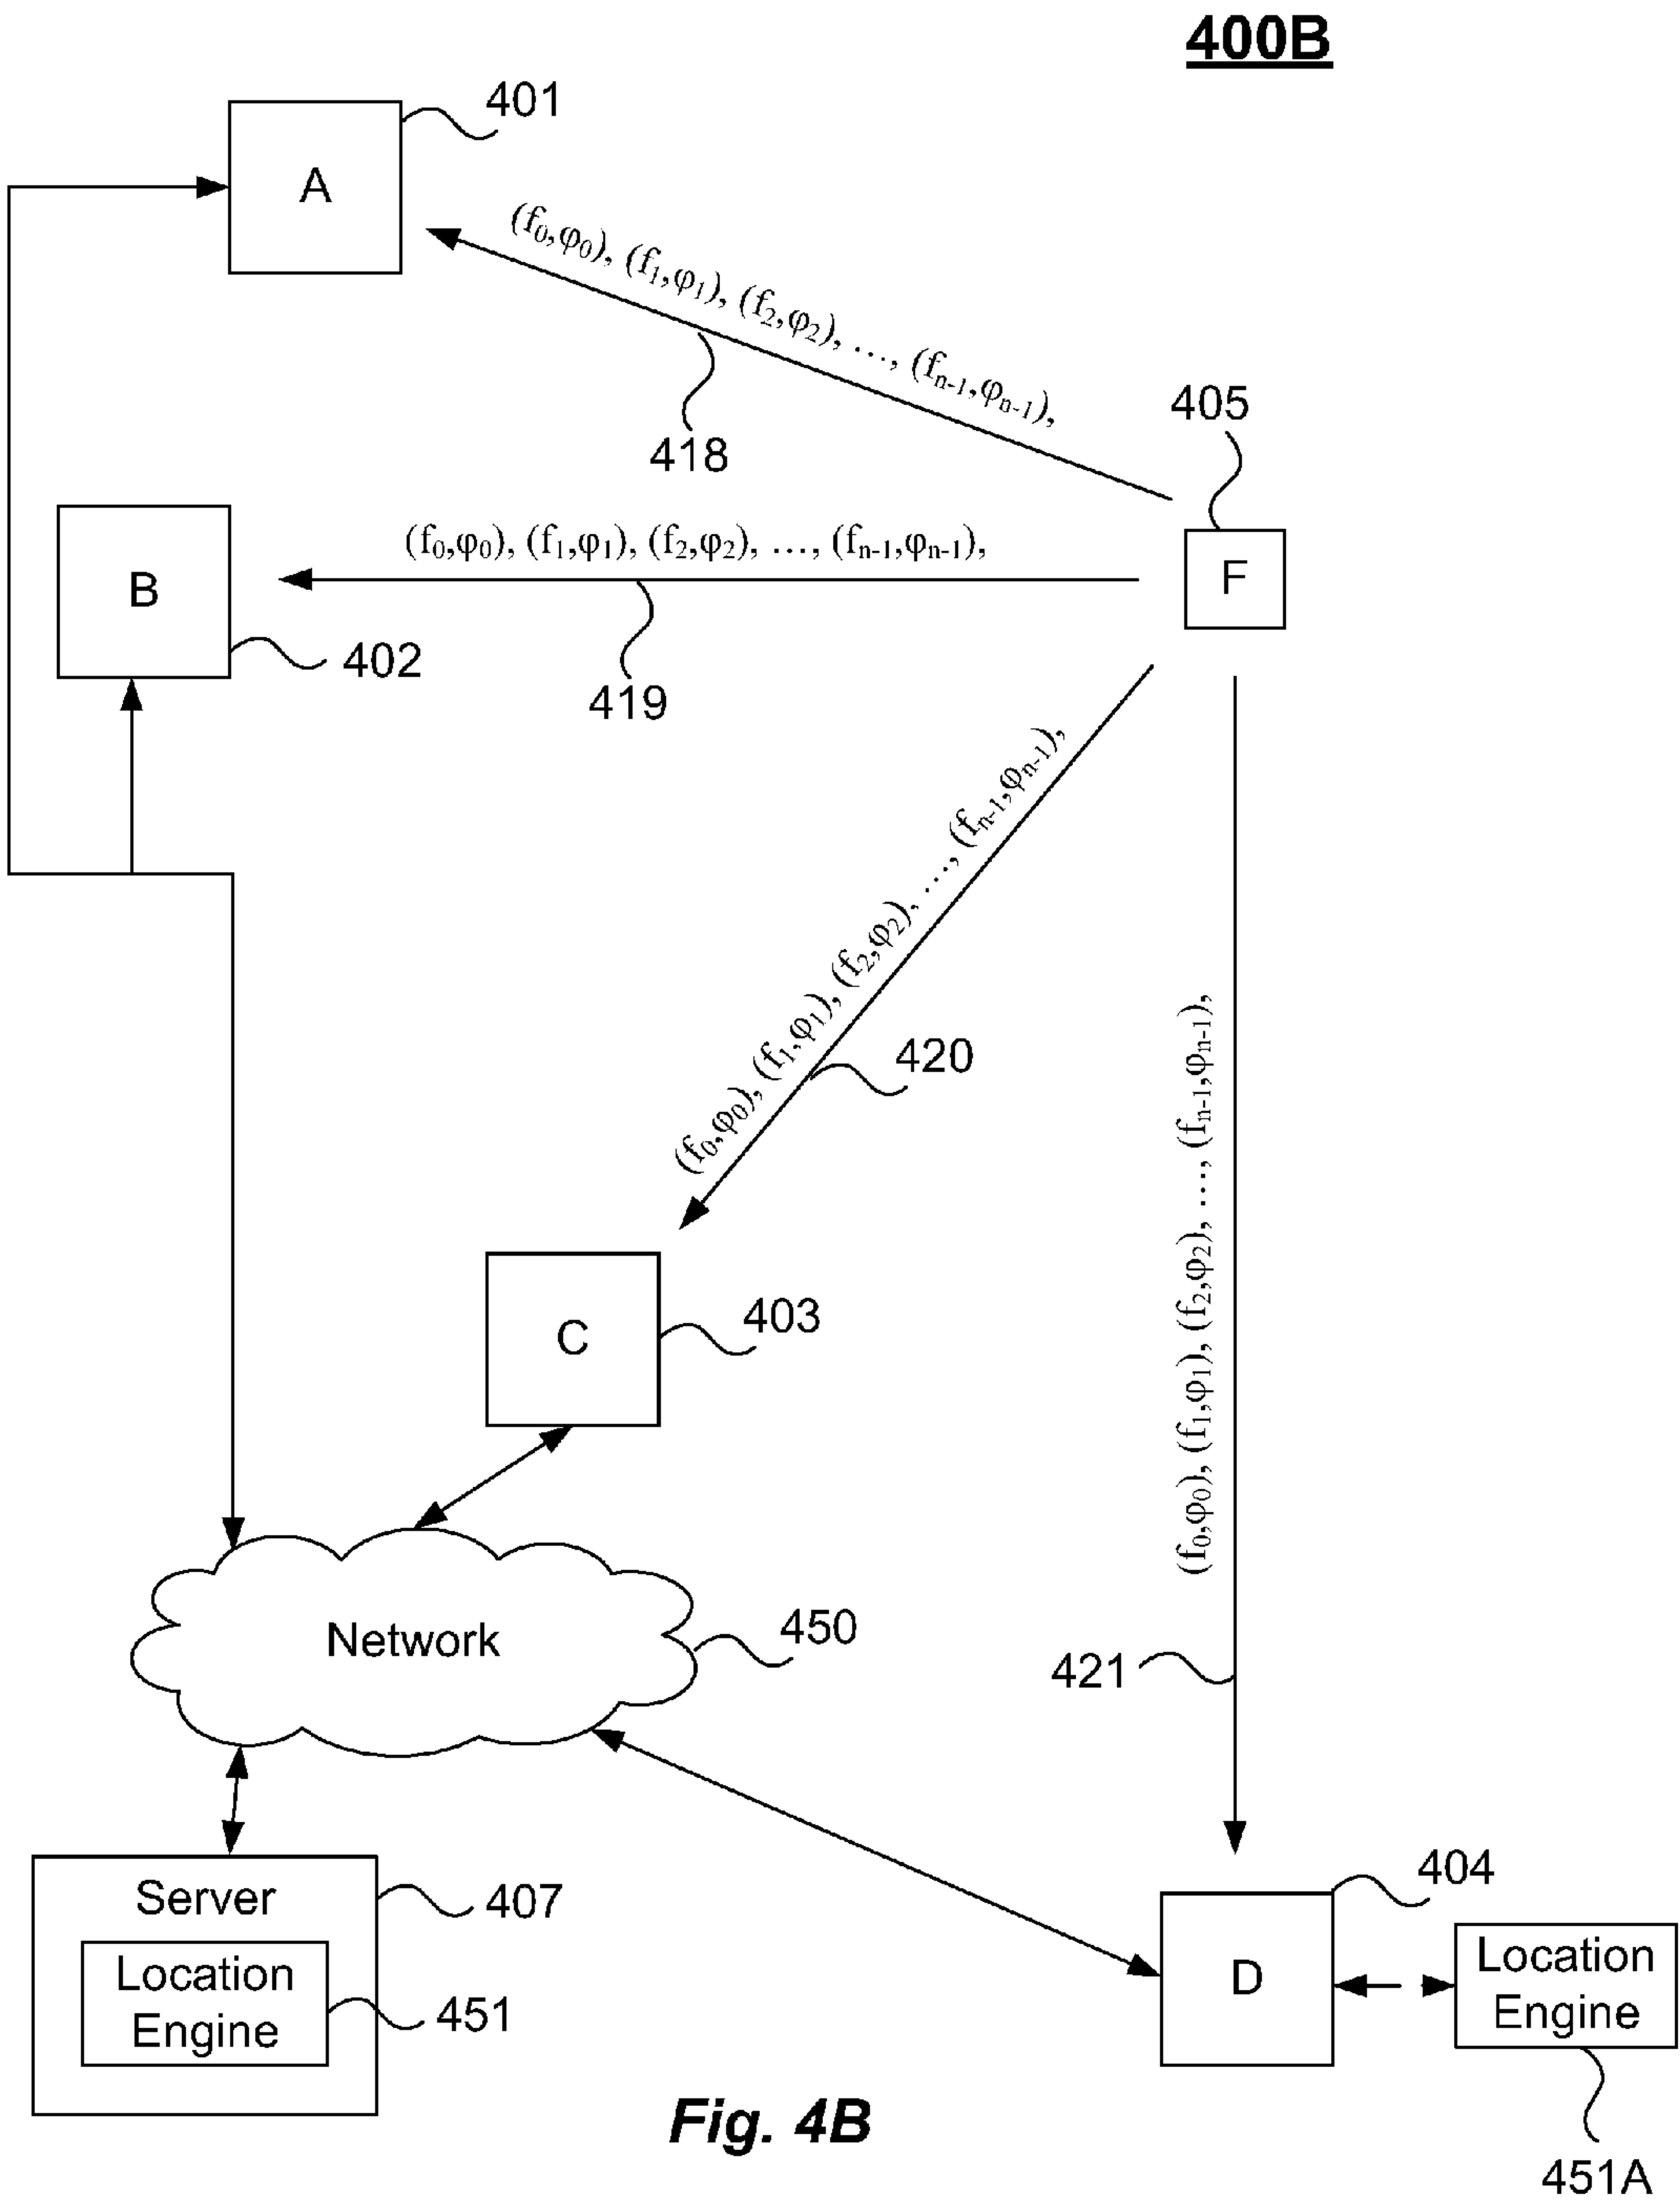 400B
401
A
(f0,φ0), (f1,φ1), (f2,φ2), …, (fn-1,φn-1),
418
405
F
(f0,φ0), (f1,φ1), (f2,φ2), …, (fn-1,φn-1),
B
402
419
(f0,φ0), (f1,φ1), (f2,φ2), …, (fn-1,φn-1),
420
(f0,φ0), (f1,φ1), (f2,φ2), …, (fn-1,φn-1),
C
403
Network
450
421
Server
407
Location
Engine
451
404
D
Location
Engine
451A
Fig. 4B